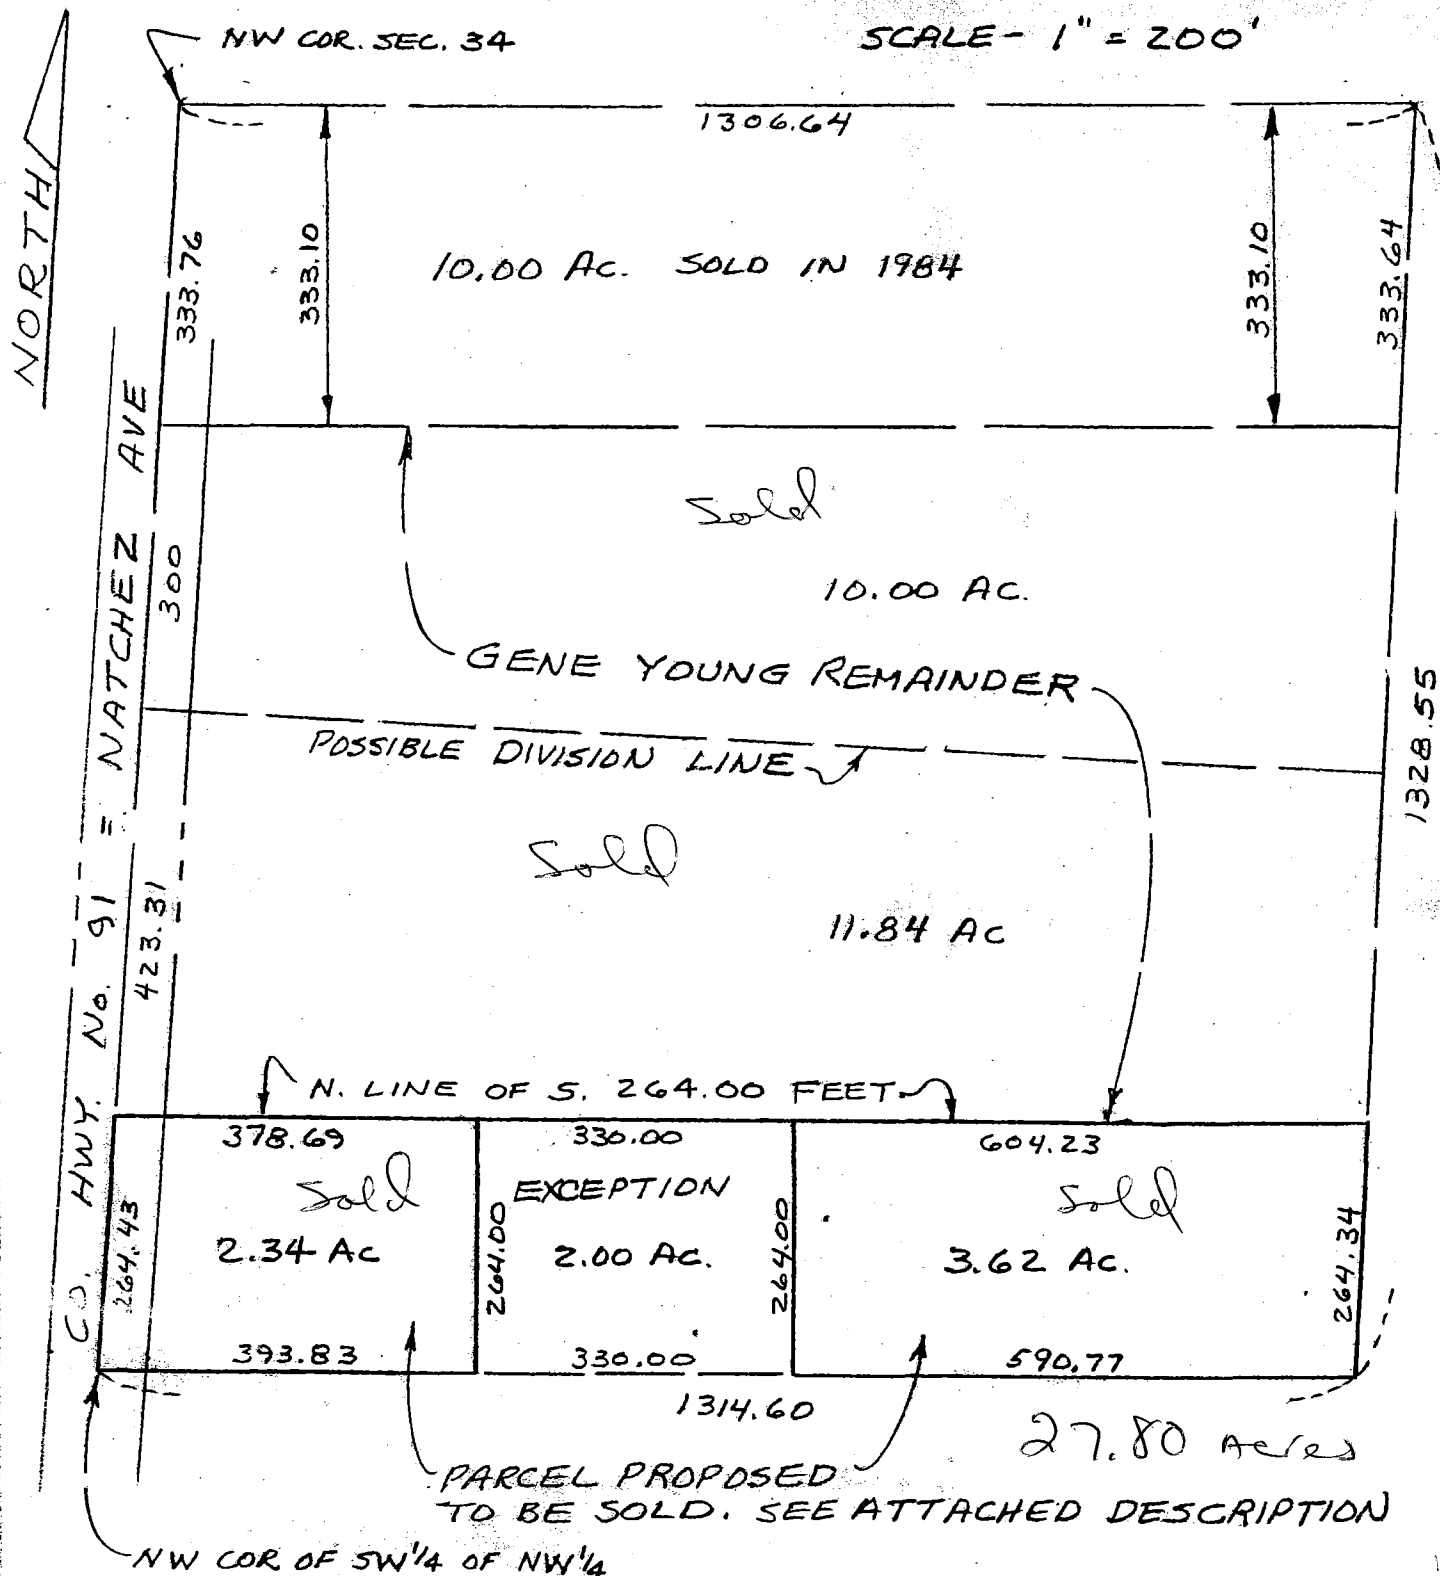 NW COR. SEC. 34
SCALE - 1" = 200'
NORTH
1306.64
333.76
333.10
10.00 AC. SOLD IN 1984
333.10
333.64
CO. HWY. No. 91 = NATCHEZ AVE
300
Sold
10.00 AC.
GENE YOUNG REMAINDER
POSSIBLE DIVISION LINE
1328.55
Sold
11.84 AC
423.31
N. LINE OF S. 264.00 FEET
378.69
330.00
604.23
Sold
EXCEPTION
Sold
264.43
2.34 AC
264.00
2.00 AC.
264.00
3.62 AC.
264.34
393.83
330.00
590.77
1314.60
27.80 Acres
PARCEL PROPOSED
TO BE SOLD. SEE ATTACHED DESCRIPTION
NW COR OF SW 1/4 OF NW 1/4